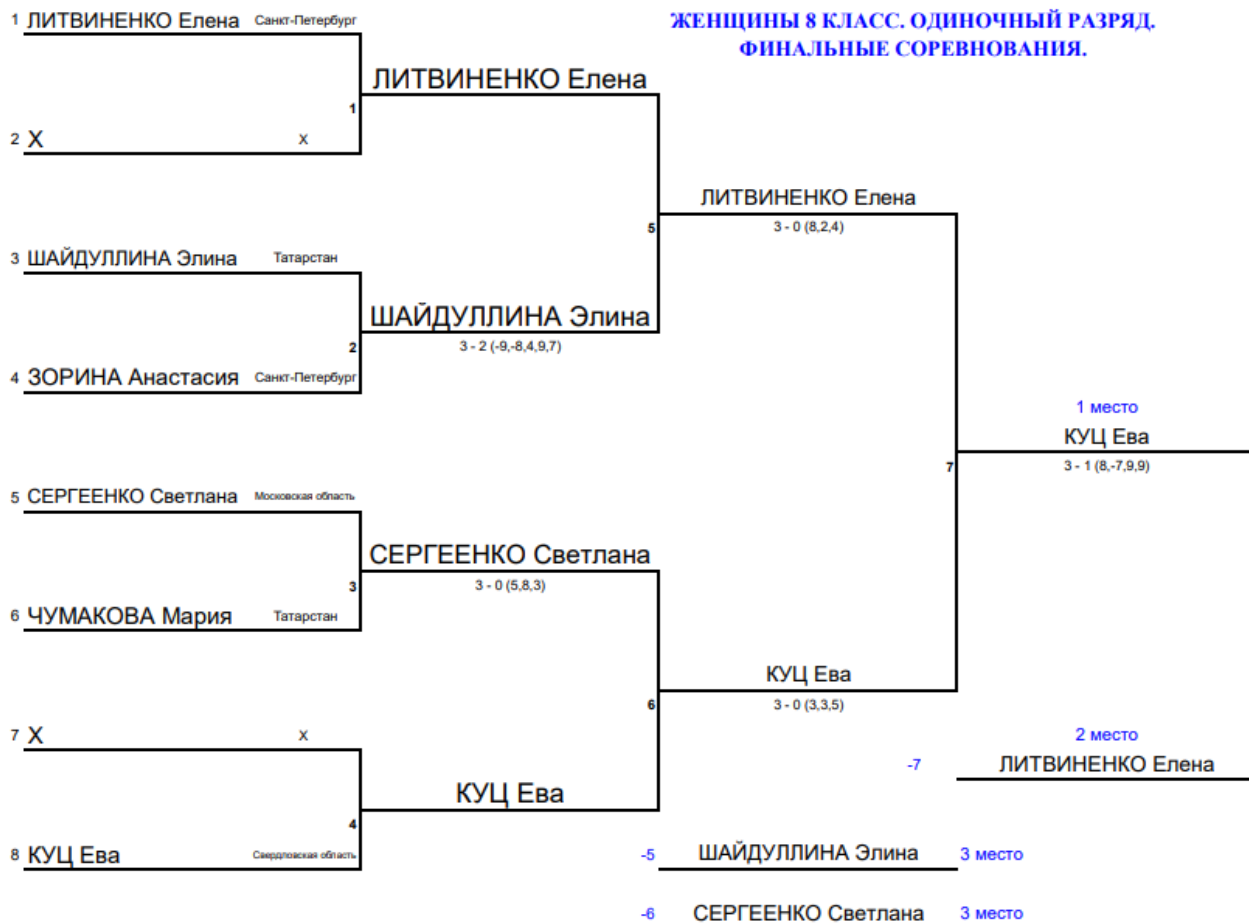 1 ЛИТВИНЕНКО Елена Санкт-Петербург
ЖЕНЩИНЫ 8 КЛАСС. ОДИНОЧНЫЙ РАЗРЯД.
ФИНАЛЬНЫЕ СОРЕВНОВАНИЯ.
ЛИТВИНЕНКО Елена
1
2 X X
ЛИТВИНЕНКО Елена
5
3 - 0 (8,2,4)
3 ШАЙДУЛЛИНА Элина Татарстан
ШАЙДУЛЛИНА Элина
2
3 - 2 (-9,-8,4,9,7)
4 ЗОРИНА Анастасия Санкт-Петербург
1 место
КУЦ Ева
7
3 - 1 (8,-7,9,9)
5 СЕРГЕЕНКО Светлана Московская область
СЕРГЕЕНКО Светлана
3
3 - 0 (5,8,3)
6 ЧУМАКОВА Мария Татарстан
КУЦ Ева
6
3 - 0 (3,3,5)
7 X X
2 место
-7 ЛИТВИНЕНКО Елена
КУЦ Ева
4
8 КУЦ Ева Свердловская область
-5 ШАЙДУЛЛИНА Элина 3 место
-6 СЕРГЕЕНКО Светлана 3 место